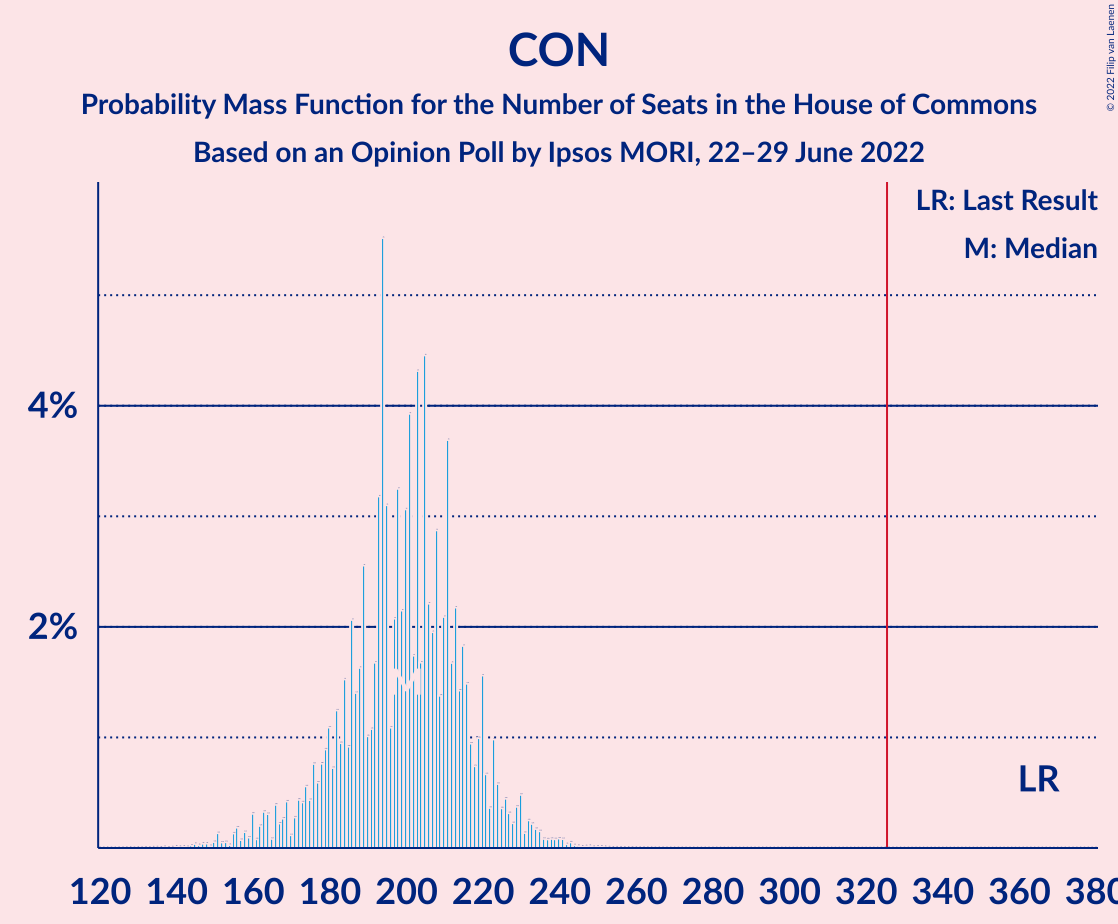 CON
Probability Mass Function for the Number of Seats in the House of Commons
Based on an Opinion Poll by Ipsos MORI, 22–29 June 2022
© 2022 Filip van Laenen
LR: Last Result
M: Median
4%
2%
M
LR
120 140 160 180 200 220 240 260 280 300 320 340 360 380